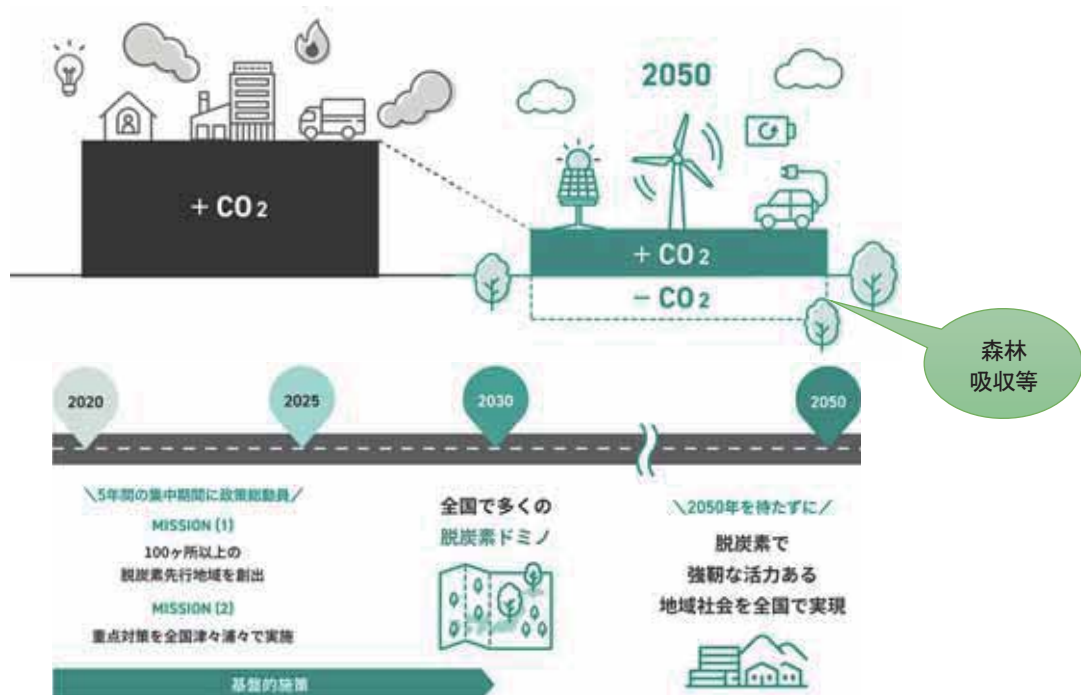 2050
+ CO2
+ CO2
- CO2
森林
吸収等
2020
2025
2030
2050
\5年間の集中期間に政策総動員/
MISSION (1)
100ヶ所以上の
脱炭素先行地域を創出
MISSION (2)
重点対策を全国津々浦々で実施
基盤的施策
全国で多くの
脱炭素ドミノ
\2050年を待たずに/
脱炭素で
強靭な活力ある
地域社会を全国で実現